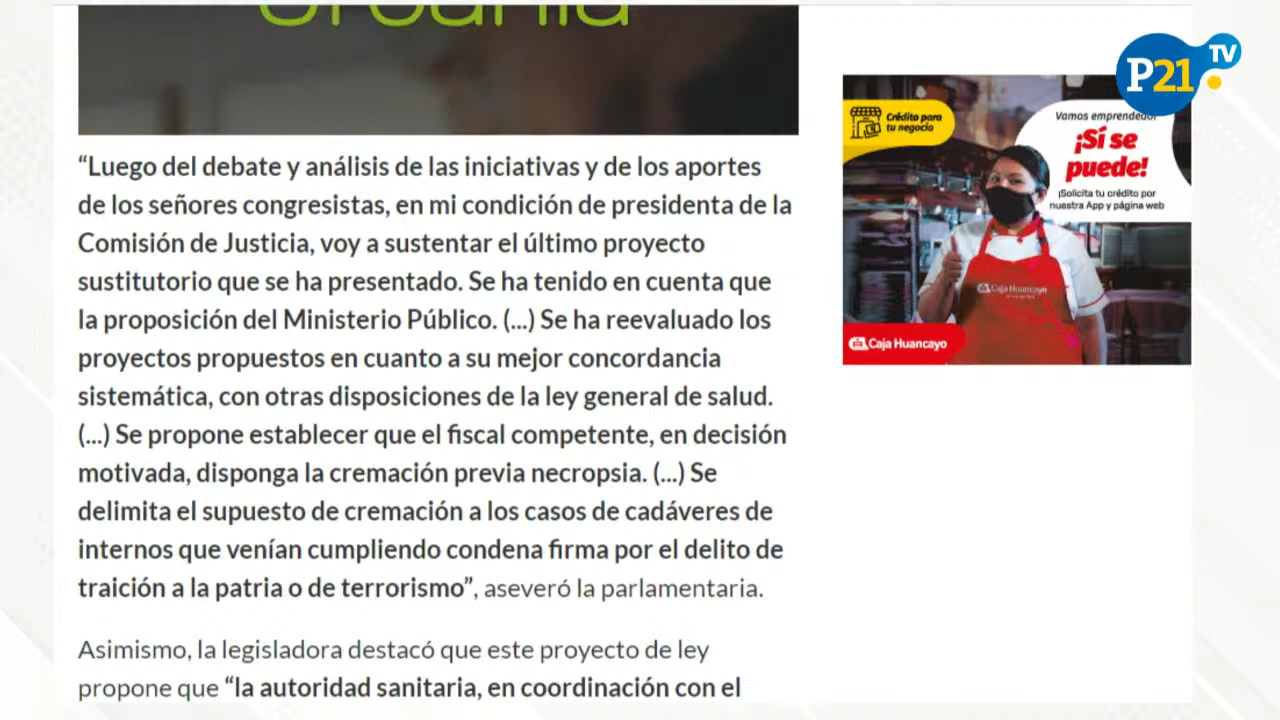 urbania
“Luego del debate y análisis de las iniciativas y de los aportes
de los señores congresistas, en mi condición de presidenta de la
Comisión de Justicia, voy a sustentar el último proyecto
sustitutorio que se ha presentado. Se ha tenido en cuenta que
la proposición del Ministerio Público. (...) Se ha reevaluado los
proyectos propuestos en cuanto a su mejor concordancia
sistemática, con otras disposiciones de la ley general de salud.
(...) Se propone establecer que el fiscal competente, en decisión
motivada, disponga la cremación previa necropsia. (...) Se
delimita el supuesto de cremación a los casos de cadáveres de
internos que venían cumpliendo condena firma por el delito de
traición a la patria o de terrorismo”, aseveró la parlamentaria.
Asimismo, la legisladora destacó que este proyecto de ley
propone que “la autoridad sanitaria, en coordinación con el
P21 TV
Crédito para
tu negocio
Vamos emprendedor
¡Sí se
puede!
¡Solicita tu crédito por
nuestra App y página web
Caja Huancayo
Caja Huancayo